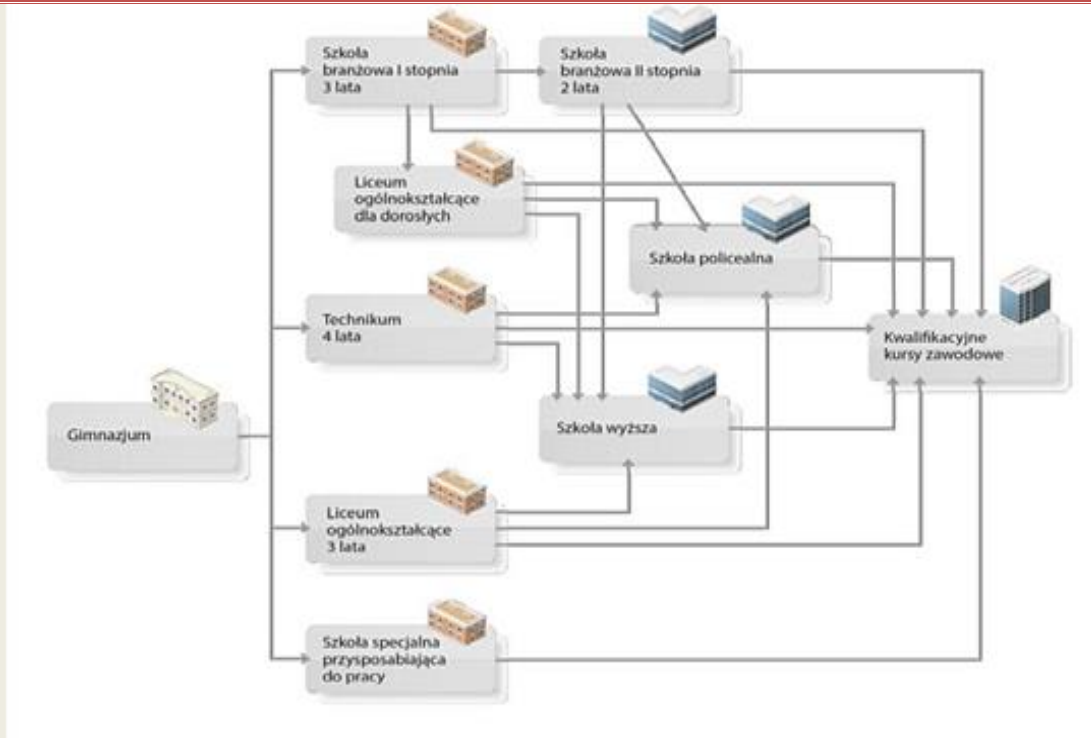 Szkoła
branżowa I stopnia
3 lata
Szkoła
branżowa II stopnia
2 lata
Liceum
ogólnokształcące
dla dorosłych
Szkoła policealna
Technikum
4 lata
Kwalifikacyjne
kursy zawodowe
Gimnazjum
Szkoła wyższa
Liceum
ogólnokształcące
3 lata
Szkoła specjalna
przysposabiająca
do pracy